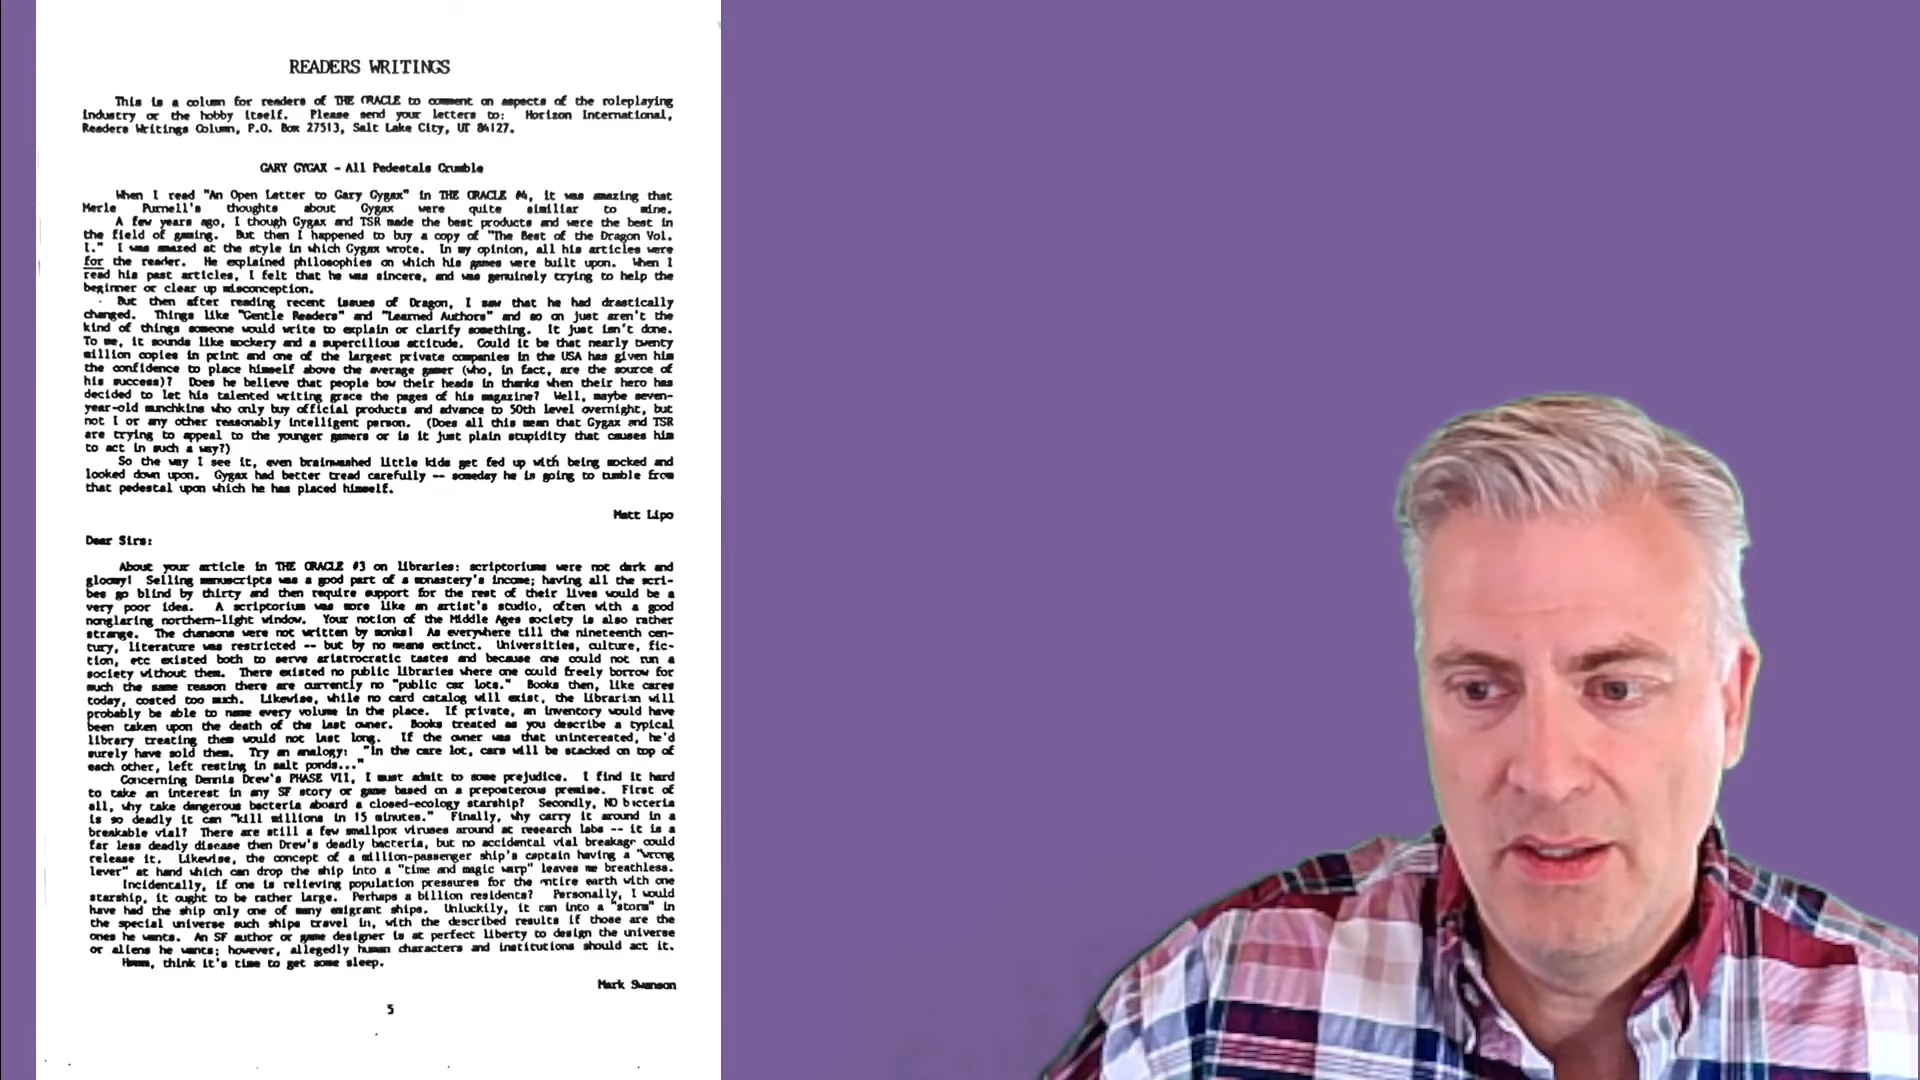 READERS WRITINGS
This is a column for readers of THE ORACLE to comment on aspects of the roleplaying
industry or the hobby itself. Please send your letters to: Horizon International,
Readers Writings Column, P.O. Box 27513, Salt Lake City, UT 84127.
GARY GYGAX - All Pedestals Crumble
When I read "An Open Letter to Gary Gygax" in THE ORACLE #4, it was amazing that
Merle Purnell's thoughts about Gygax were quite similiar to mine.
A few years ago, I though Gygax and TSR made the best products and were the best in
the field of gaming. But then I happened to buy a copy of "The Best of the Dragon Vol.
I." I was amazed at the style in which Gygax wrote. In my opinion, all his articles were
for the reader. He explained philosophies on which his games were built upon. When I
read his past articles, I felt that he was sincere, and was genuinely trying to help the
beginner or clear up misconception.
But then after reading recent issues of Dragon, I saw that he had drastically
changed. Things like "Gentle Readers" and "Learned Authors" and so on just aren't the
kind of things someone would write to explain or clarify something. It just isn't done.
To me, it sounds like mockery and a supercilious attitude. Could it be that nearly twenty
million copies in print and one of the largest private companies in the USA has given him
the confidence to place himself above the average gamer (who, in fact, are the source of
his success)? Does he believe that people bow their heads in thanks when their hero has
decided to let his talented writing grace the pages of his magazine? Well, maybe seven-
year-old munchkins who only buy official products and advance to 50th level overnight, but
not I or any other reasonably intelligent person. (Does all this mean that Gygax and TSR
are trying to appeal to the younger gamers or is it just plain stupidity that causes him
to act in such a way?)
So the way I see it, even brainwashed little kids get fed up with being mocked and
looked down upon. Gygax had better tread carefully -- someday he is going to tumble from
that pedestal upon which he has placed himself.
Matt Lipo
Dear Sirs:
About your article in THE ORACLE #3 on libraries: scriptoriums were not dark and
gloomy! Selling manuscripts was a good part of a monastery's income; having all the scri-
bes go blind by thirty and then require support for the rest of their lives would be a
very poor idea. A scriptorium was more like an artist's studio, often with a good
nonglaring northern-light window. Your notion of the Middle Ages society is also rather
strange. The chansons were not written by monks! As everywhere till the nineteenth cen-
tury, literature was restricted -- but by no means extinct. Universities, culture, fic-
tion, etc existed both to serve aristrocratic tastes and because one could not run a
society without them. There existed no public libraries where one could freely borrow for
much the same reason there are currently no "public car lots." Books then, like cares
today, costed too much. Likewise, while no card catalog will exist, the librarian will
probably be able to name every volume in the place. If private, an inventory would have
been taken upon the death of the last owner. Books treated as you describe a typical
library treating them would not last long. If the owner was that uninterested, he'd
surely have sold them. Try an analogy: "In the care lot, cars will be stacked on top of
each other, left resting in salt ponds..."
Concerning Dennis Drew's PHASE VII, I must admit to some prejudice. I find it hard
to take an interest in any SF story or game based on a preposterous premise. First of
all, why take dangerous bacteria aboard a closed-ecology starship? Secondly, NO bacteria
is so deadly it can "kill millions in 15 minutes." Finally, why carry it around in a
breakable vial? There are still a few smallpox viruses around at research labs -- it is a
far less deadly disease then Drew's deadly bacteria, but no accidental vial breakage could
release it. Likewise, the concept of a million-passenger ship's captain having a "wrong
lever" at hand which can drop the ship into a "time and magic warp" leaves me breathless.
Incidentally, if one is relieving population pressures for the entire earth with one
starship, it ought to be rather large. Perhaps a billion residents? Personally, I would
have had the ship only one of many emigrant ships. Unluckily, it can into a "storm" in
the special universe such ships travel in, with the described results if those are the
ones he wants. An SF author or game designer is at perfect liberty to design the universe
or aliens he wants; however, allegedly human characters and institutions should act it.
Hmmm, think it's time to get some sleep.
Mark Swanson
5